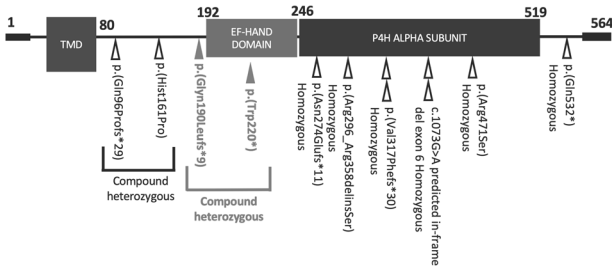 1
80
192
246
519
564
TMD
EF-HAND
DOMAIN
P4H ALPHA SUBUNIT
p.(Gln96Profs*29)
p.(Hist161Pro)
p.(Glyn190Leufs*9)
p.(Trp220*)
p.(Asn274Glufs*11)
Homozygous
p.(Arg296_Arg358delinsSer)
Homozygous
p.(Val317Phefs*30)
Homozygous
c.1073G>A predicted in-frame
del exon 6 Homozygous
p.(Arg471Ser)
Homozygous
p.(Gln532*)
Homozygous
Compound
heterozygous
Compound
heterozygous